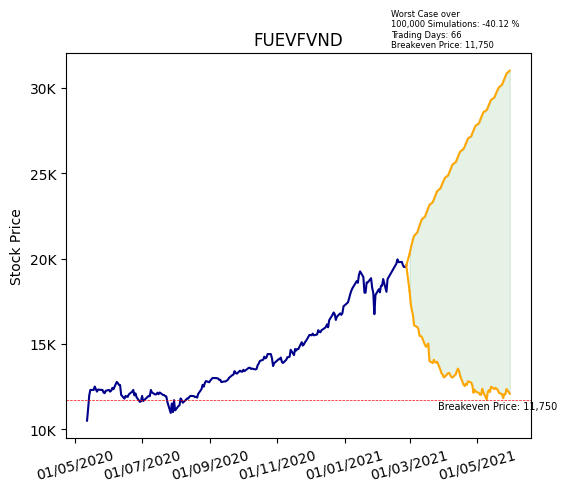 Worst Case over
100,000 Simulations: -40.12 %
Trading Days: 66
Breakeven Price: 11,750
FUEVFVND
Stock Price
30K
25K
20K
15K
10K
Breakeven Price: 11,750
01/05/2020
01/07/2020
01/09/2020
01/11/2020
01/01/2021
01/03/2021
01/05/2021